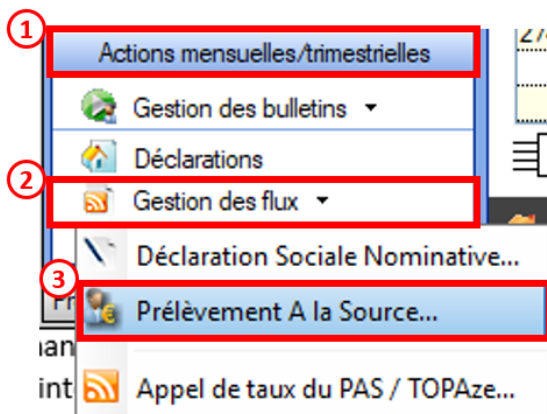 1
Actions mensuelles/trimestrielles
Gestion des bulletins
Déclarations
2
Gestion des flux
Déclaration Sociale Nominative...
3
Prélèvement A la Source...
Appel de taux du PAS / TOPAze...